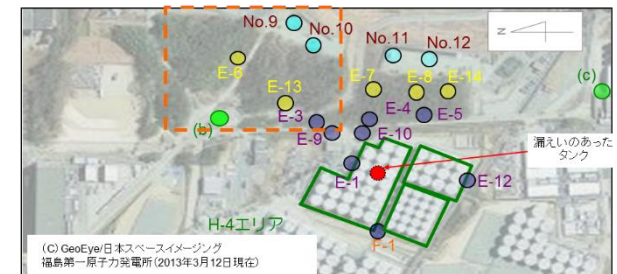 No.9
No.10
No.11
No.12
N
E-6
E-7
E-8
E-14
(c)
E-13
E-3
E-4
E-5
(b)
E-9
E-10
漏えいのあった
タンク
E-1
E-12
H-4エリア
F-1
(C) GeoEye/日本スペースイメージング
福島第一原子力発電所(2013年3月12日現在)